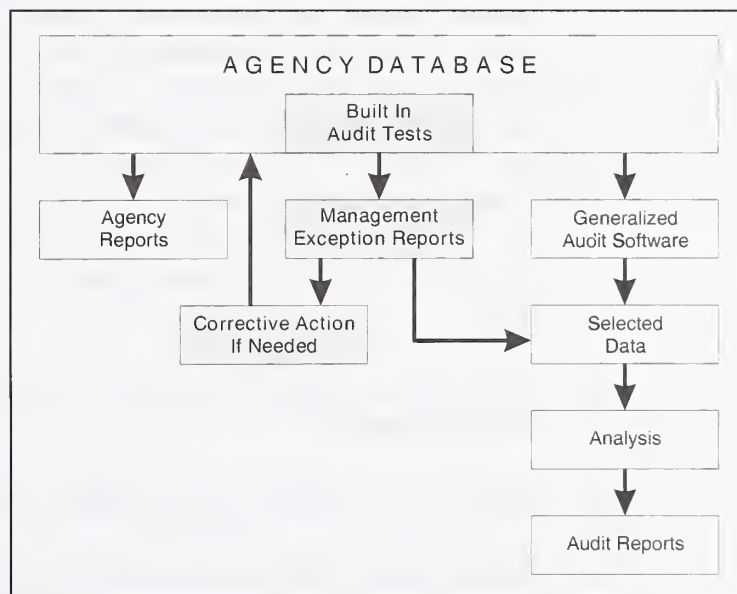 AGENCY DATABASE
Built In
Audit Tests
Agency
Reports
Management
Exception Reports
Generalized
Audit Software
Corrective Action
If Needed
Selected
Data
Analysis
Audit Reports